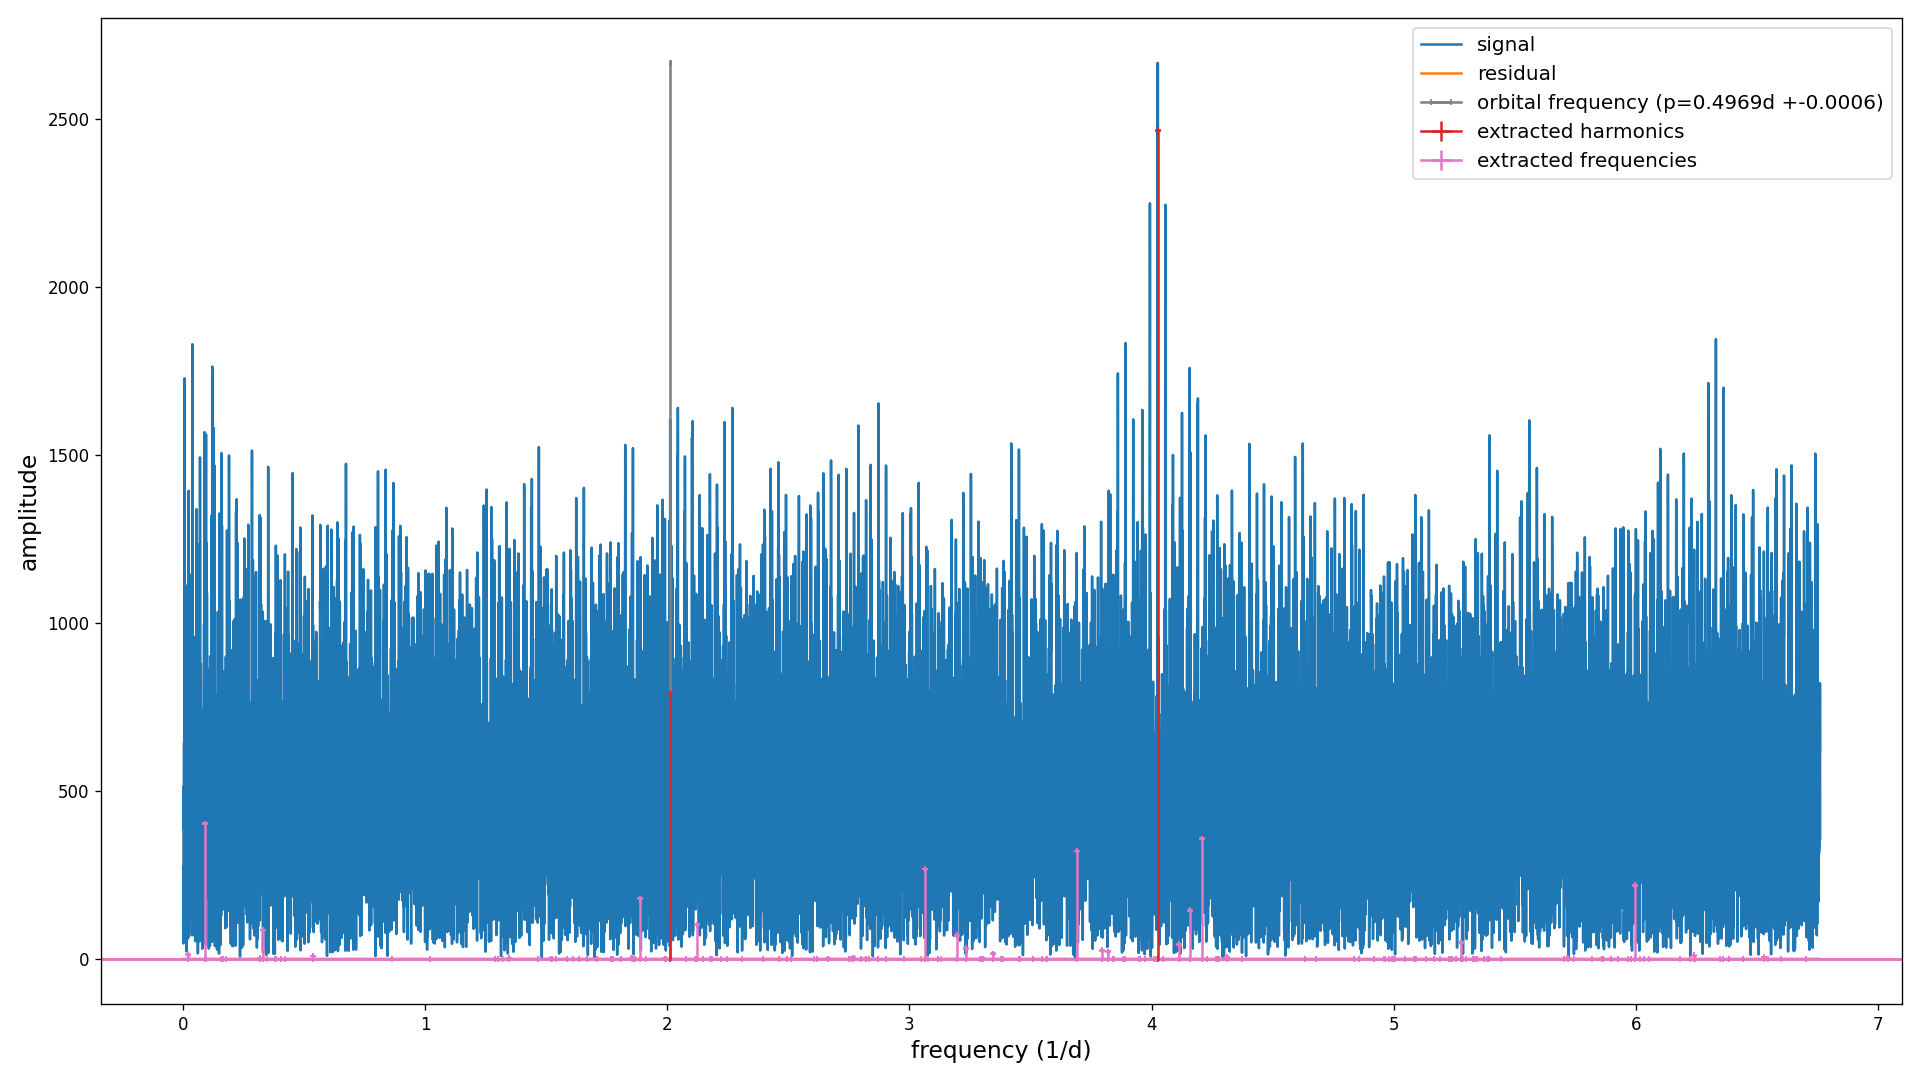 signal
residual
orbital frequency (p=0.4969d +-0.0006)
extracted harmonics
extracted frequencies
2500
2000
1500
1000
500
0
amplitude
0 1 2 3 4 5 6 7
frequency (1/d)